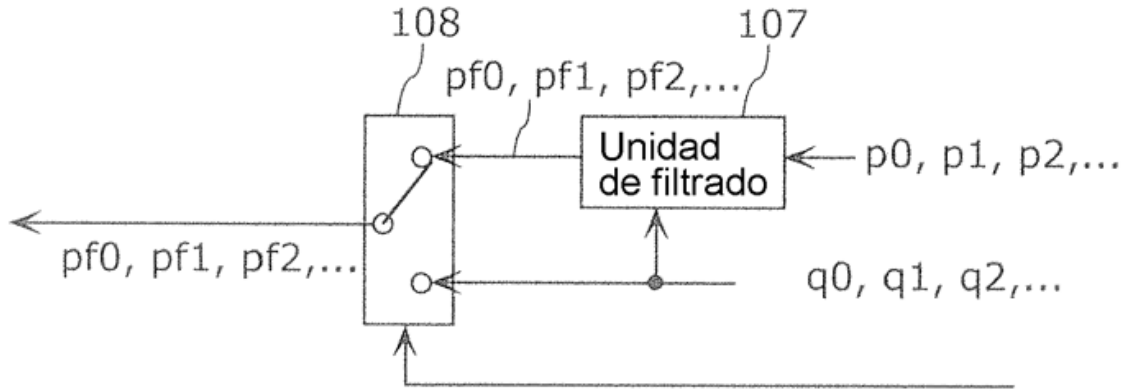 108
107
pf0, pf1, pf2,...
Unidad
de filtrado
p0, p1, p2,...
pf0, pf1, pf2,...
q0, q1, q2,...